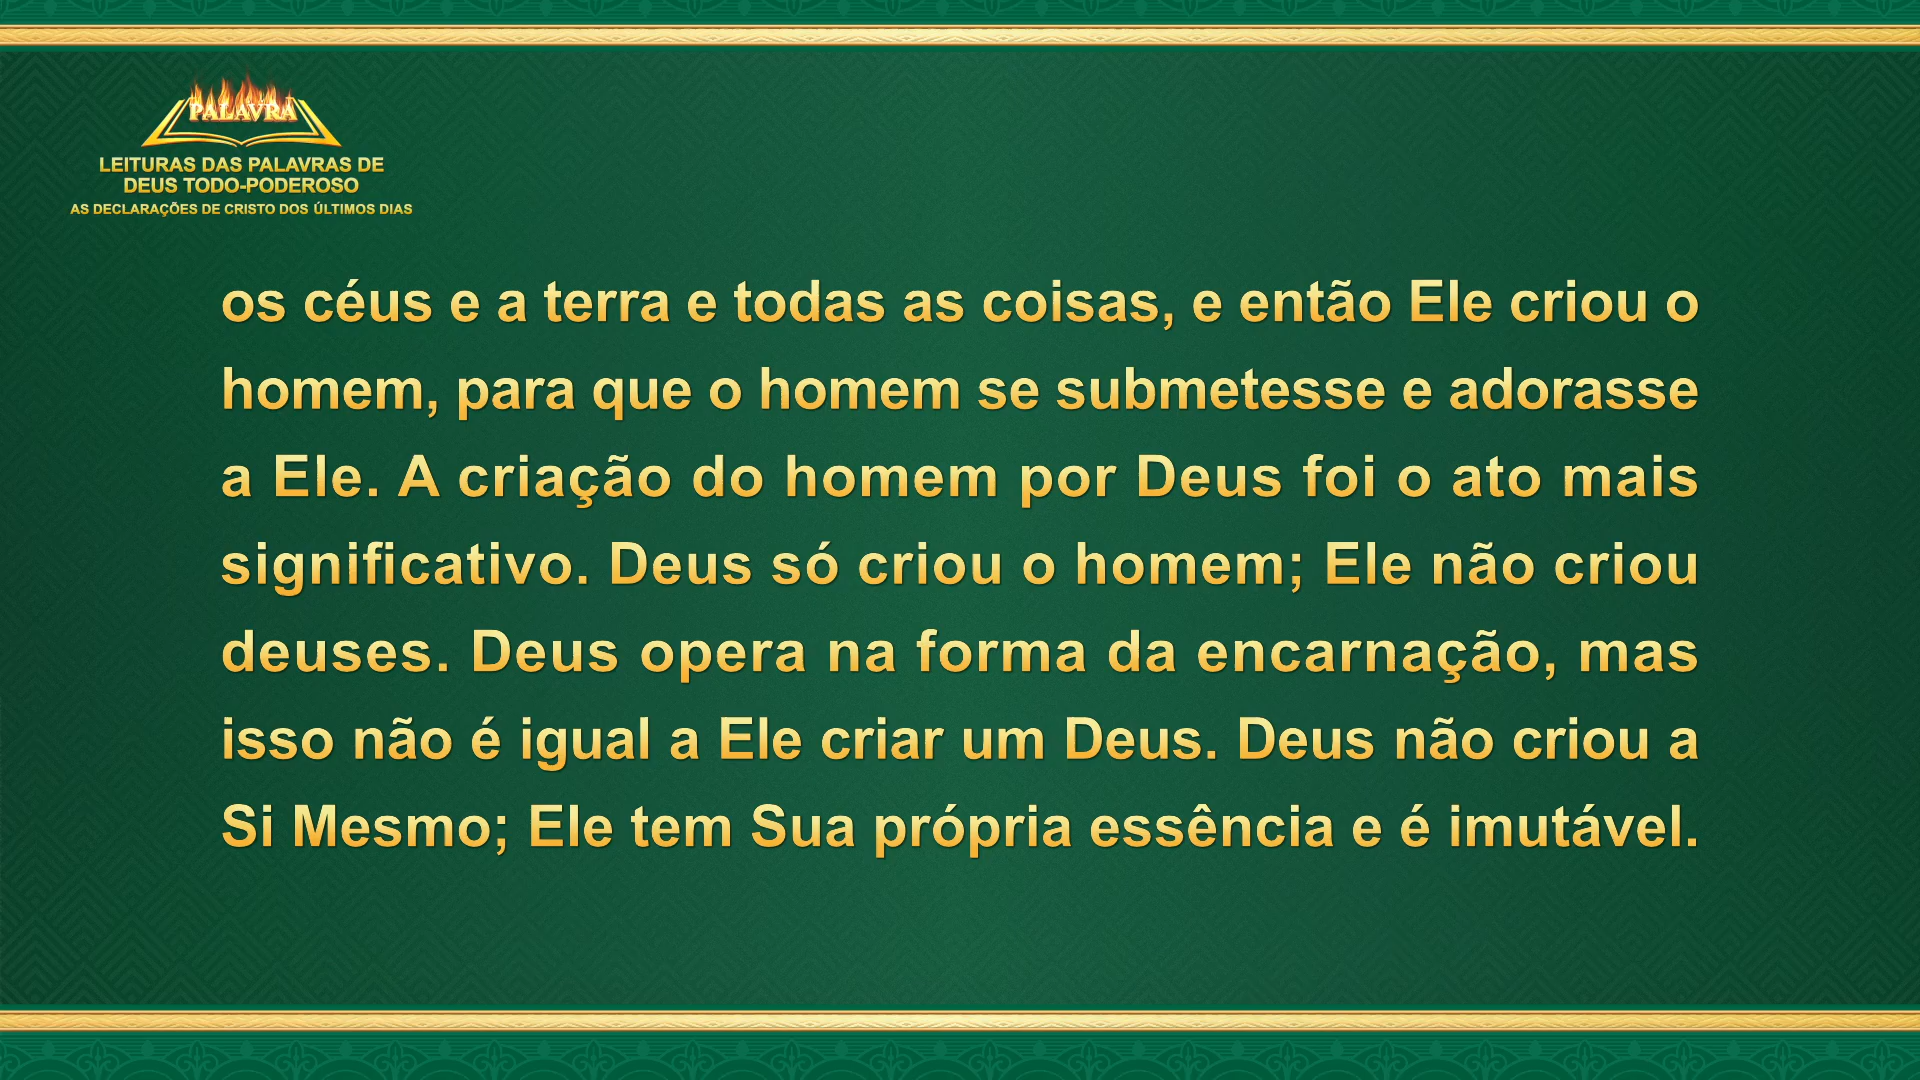 PALAVRA
LEITURAS DAS PALAVRAS DE
DEUS TODO-PODEROSO
AS DECLARAÇÕES DE CRISTO DOS ÚLTIMOS DIAS
os céus e a terra e todas as coisas, e então Ele criou o
homem, para que o homem se submetesse e adorasse
a Ele. A criação do homem por Deus foi o ato mais
significativo. Deus só criou o homem; Ele não criou
deuses. Deus opera na forma da encarnação, mas
isso não é igual a Ele criar um Deus. Deus não criou a
Si Mesmo; Ele tem Sua própria essência e é imutável.